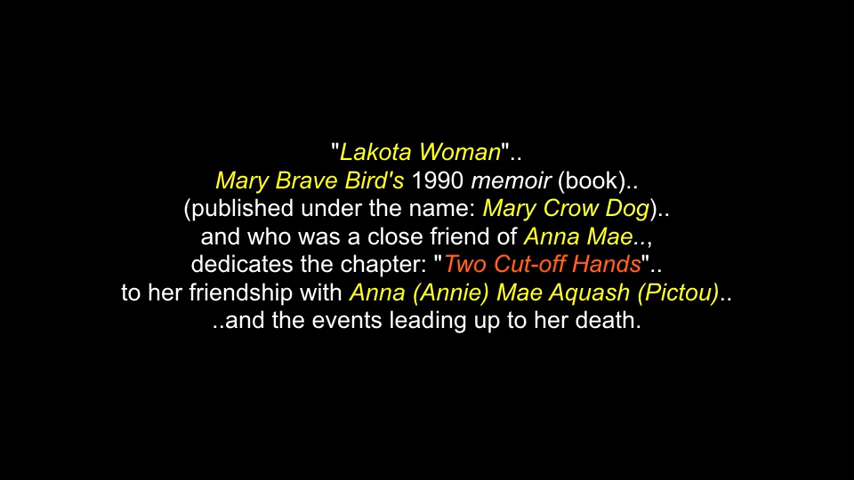 "Lakota Woman"..
Mary Brave Bird's 1990 memoir (book)..
(published under the name: Mary Crow Dog)..
and who was a close friend of Anna Mae..,
dedicates the chapter: "Two Cut-off Hands"..
to her friendship with Anna (Annie) Mae Aquash (Pictou)..
..and the events leading up to her death.